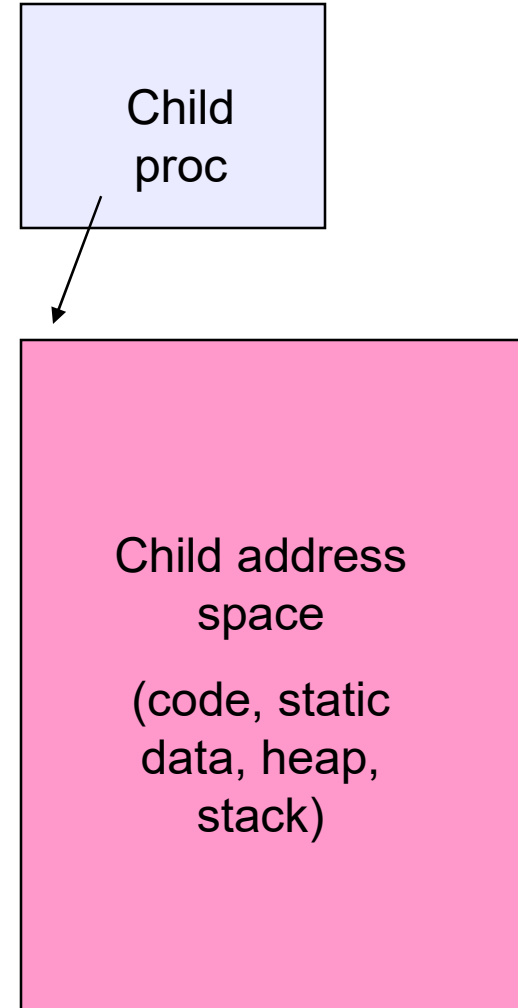 Child
proc
Child address
space
(code, static
data, heap,
stack)